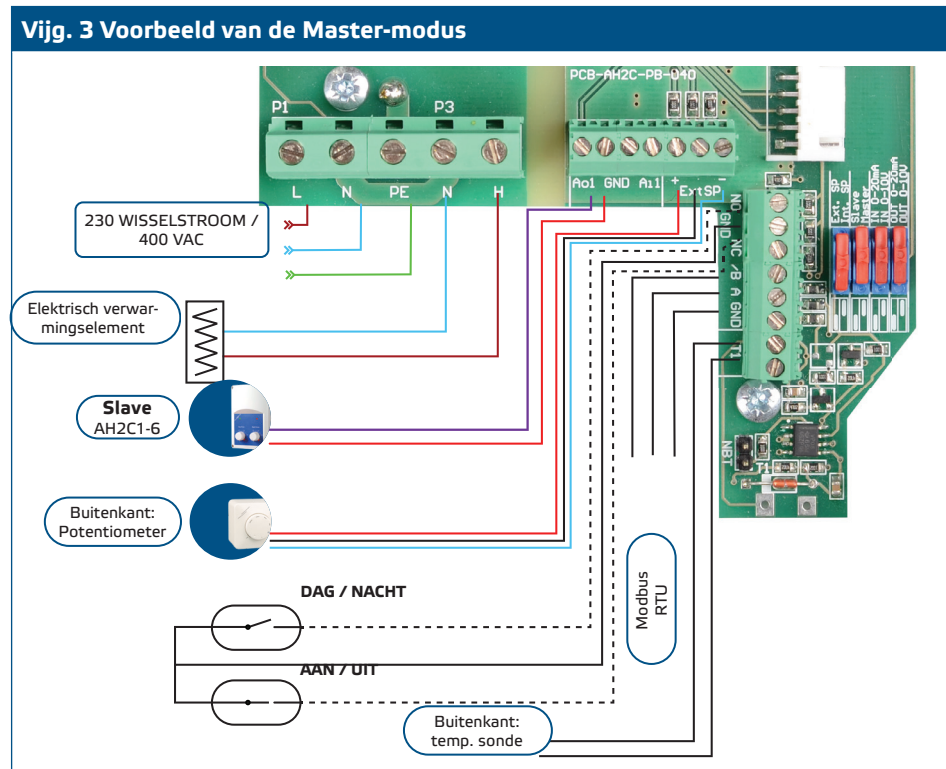 Vijg. 3 Voorbeeld van de Master-modus
PCB-AH2C-PB-040
P1
P3
L
N
PE
N
H
Ao1
GND
Ai1
+
ExtSP
-
230 WISSELSTROOM /
400 VAC
Elektrisch verwar-
mingselement
Slave
AH2C1-6
Buitenkant:
Potentiometer
NO
GND
NC
/B
A
GND
T1
Ext. SP
Int. SP
Slave
Master
IN 0-20mA
IN 0-10V
OUT 0-20mA
OUT 0-10V
NBT
T1
DAG / NACHT
AAN / UIT
Modbus
RTU
Buitenkant:
temp. sonde